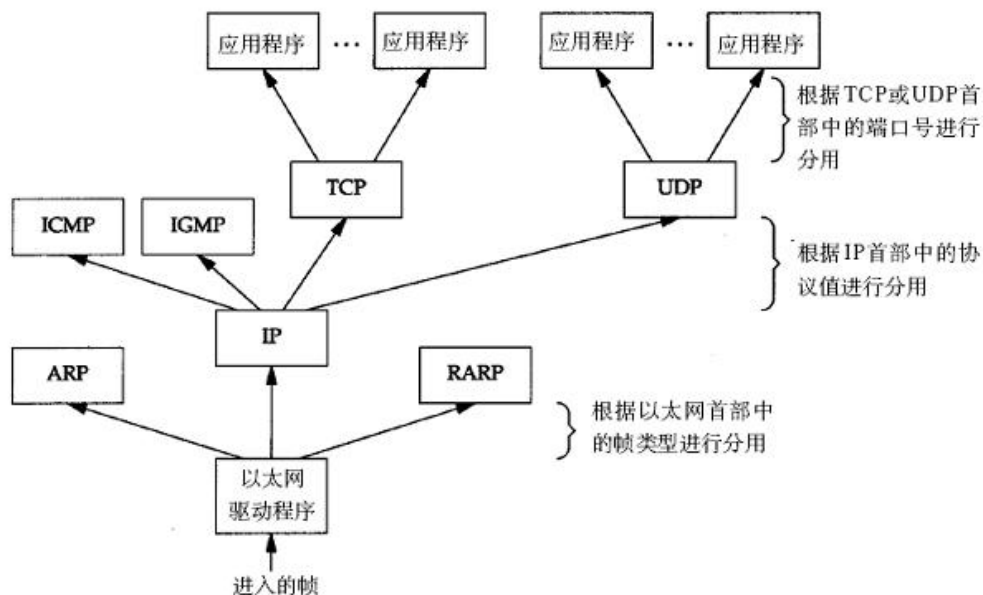 应用程序 … 应用程序 应用程序 … 应用程序
根据TCP或UDP首
部中的端口号进行
分用
TCP UDP
ICMP IGMP
根据IP首部中的协
议值进行分用
IP
ARP RARP
根据以太网首部中
的帧类型进行分用
以太网
驱动程序
进入的帧